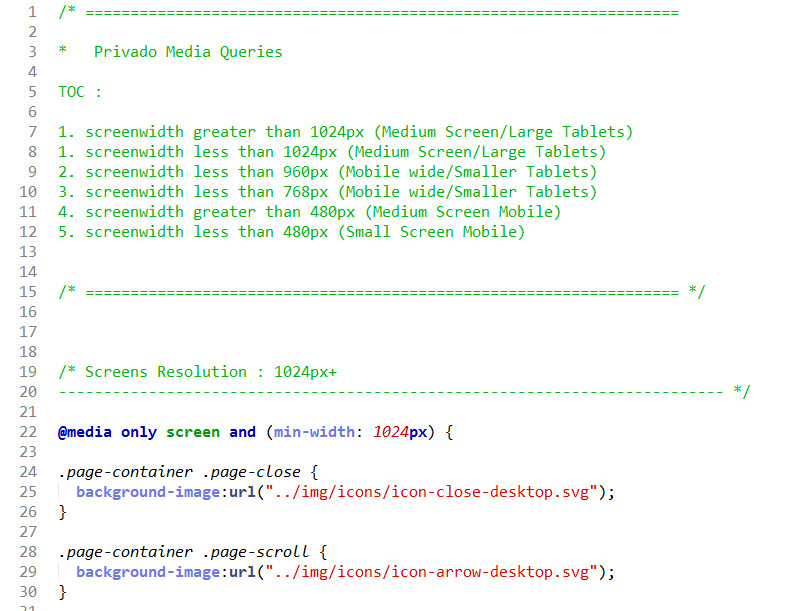 1 /* ==================================================================
2
3 * Privado Media Queries
4
5 TOC :
6
7 1. screenwidth greater than 1024px (Medium Screen/Large Tablets)
8 1. screenwidth less than 1024px (Medium Screen/Large Tablets)
9 2. screenwidth less than 960px (Mobile wide/Smaller Tablets)
10 3. screenwidth less than 768px (Mobile wide/Smaller Tablets)
11 4. screenwidth greater than 480px (Medium Screen Mobile)
12 5. screenwidth less than 480px (Small Screen Mobile)
13
14
15 /* ================================================================== */
16
17
18
19 /* Screens Resolution : 1024px+
20 -------------------------------------------------------------------------- */
21
22 @media only screen and (min-width: 1024px) {
23
24 .page-container .page-close {
25 background-image:url("../img/icons/icon-close-desktop.svg");
26 }
27
28 .page-container .page-scroll {
29 background-image:url("../img/icons/icon-arrow-desktop.svg");
30 }